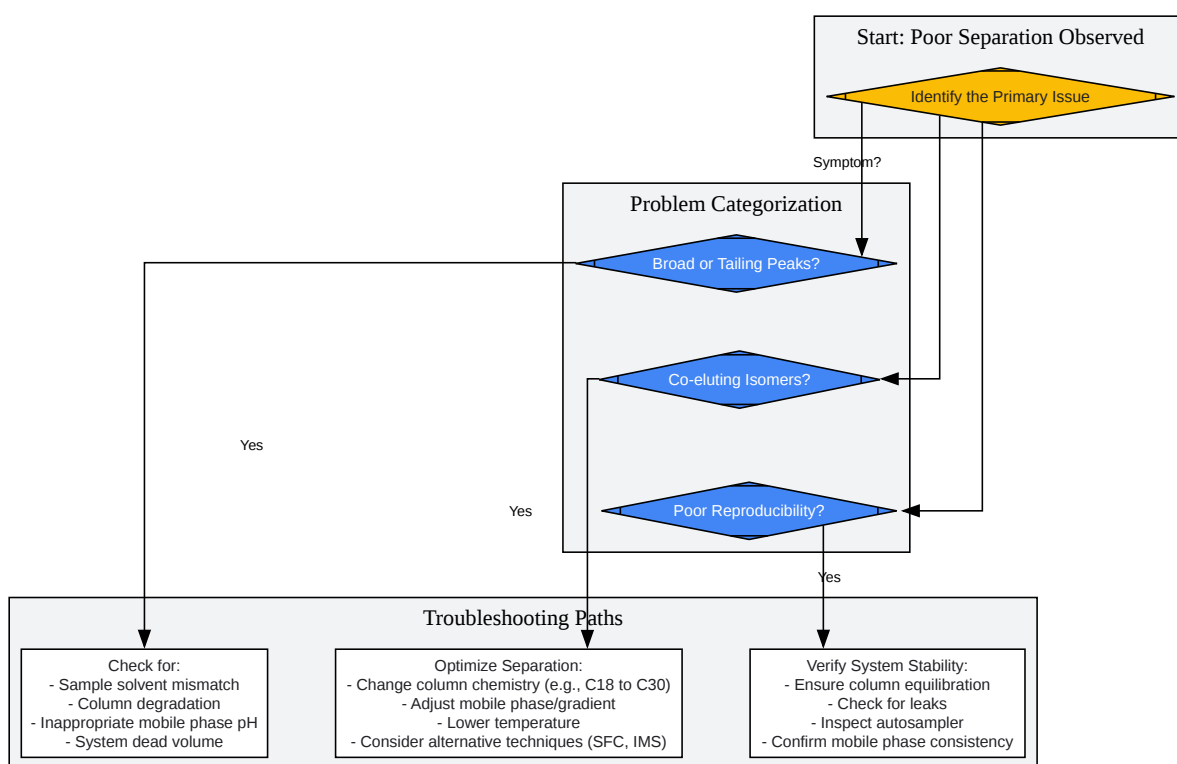 Start: Poor Separation Observed
Identify the Primary Issue
Symptom?
Problem Categorization
Broad or Tailing Peaks?
Co-eluting Isomers?
Yes
Yes
Poor Reproducibility?
Yes
Troubleshooting Paths
Check for:
- Sample solvent mismatch
- Column degradation
- Inappropriate mobile phase pH
- System dead volume
Optimize Separation:
- Change column chemistry (e.g., C18 to C30)
- Adjust mobile phase/gradient
- Lower temperature
- Consider alternative techniques (SFC, IMS)
Verify System Stability:
- Ensure column equilibration
- Check for leaks
- Inspect autosampler
- Confirm mobile phase consistency